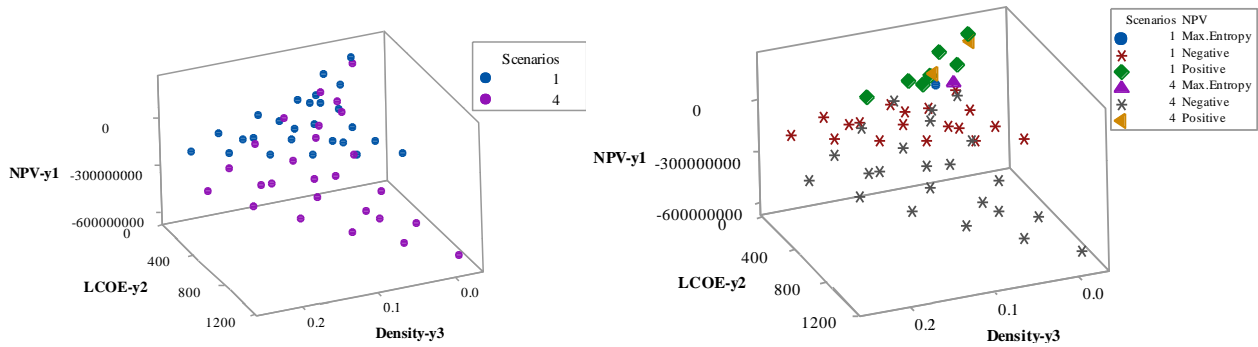 Scenarios
1
4
0
NPV-y1
-300000000
-600000000
0
400
LCOE-y2
800
1200
0.2
0.1
0.0
Density-y3
Scenarios NPV
1 Max.Entropy
1 Negative
1 Positive
4 Max.Entropy
4 Negative
4 Positive
0
NPV-y1
-300000000
-600000000
0
400
LCOE-y2
800
1200
0.2
0.1
0.0
Density-y3